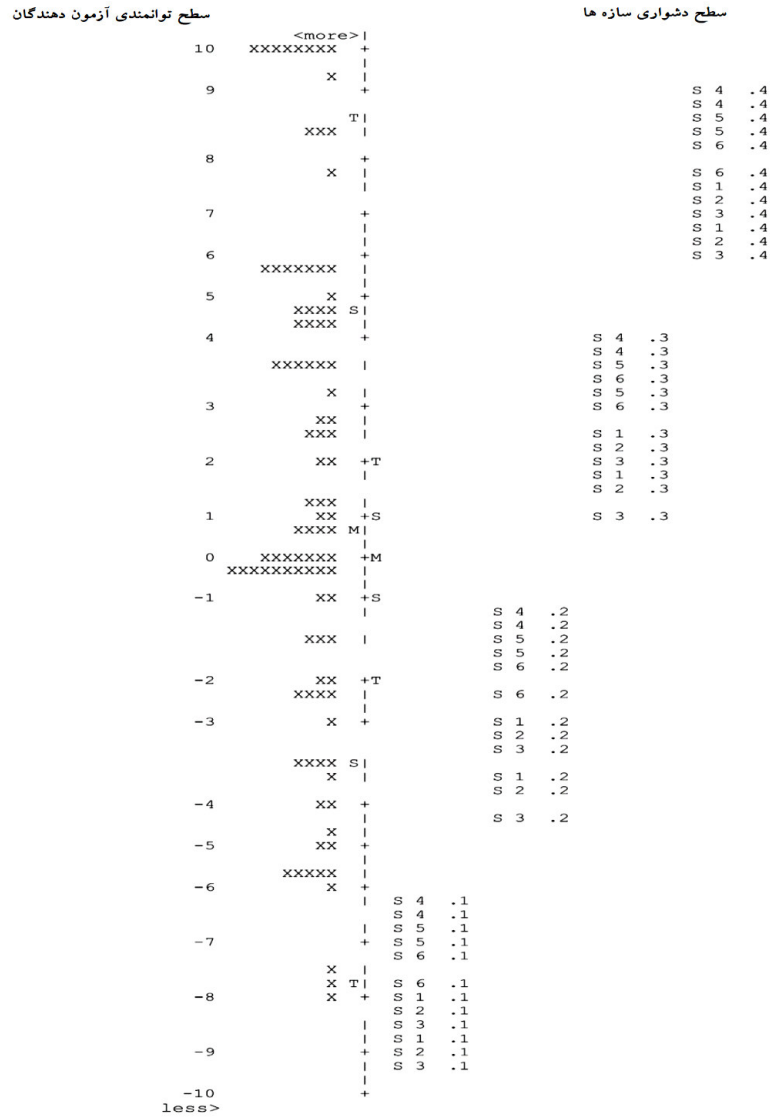 سطح توانمندی آزمون دهندگان سطح دشواری سازه ها
<more>|
10 XXXXXXXX +
X |
9 + S 4 .4
S 4 .4
T| S 5 .4
XXX | S 5 .4
S 6 .4
8 +
X | S 6 .4
| S 1 .4
S 2 .4
7 + S 3 .4
| S 1 .4
| S 2 .4
6 + S 3 .4
XXXXXXX |
|
5 X +
XXXX S|
XXXX |
4 + S 4 .3
S 4 .3
XXXXXX | S 5 .3
S 6 .3
X | S 5 .3
3 + S 6 .3
XX |
XXX | S 1 .3
S 2 .3
2 XX +T S 3 .3
| S 1 .3
S 2 .3
XXX |
1 XX +S S 3 .3
XXXX M|
|
0 XXXXXXX +M
XXXXXXXXXX |
|
-1 XX +S
| S 4 .2
S 4 .2
XXX | S 5 .2
S 5 .2
S 6 .2
-2 XX +T
XXXX | S 6 .2
|
-3 X + S 1 .2
S 2 .2
S 3 .2
XXXX S|
X | S 1 .2
S 2 .2
-4 XX +
| S 3 .2
X |
-5 XX +
|
XXXXX |
-6 X +
| S 4 .1
S 4 .1
| S 5 .1
-7 + S 5 .1
S 6 .1
X |
X T| S 6 .1
-8 X + S 1 .1
S 2 .1
| S 3 .1
| S 1 .1
-9 + S 2 .1
| S 3 .1
|
-10 +
less>